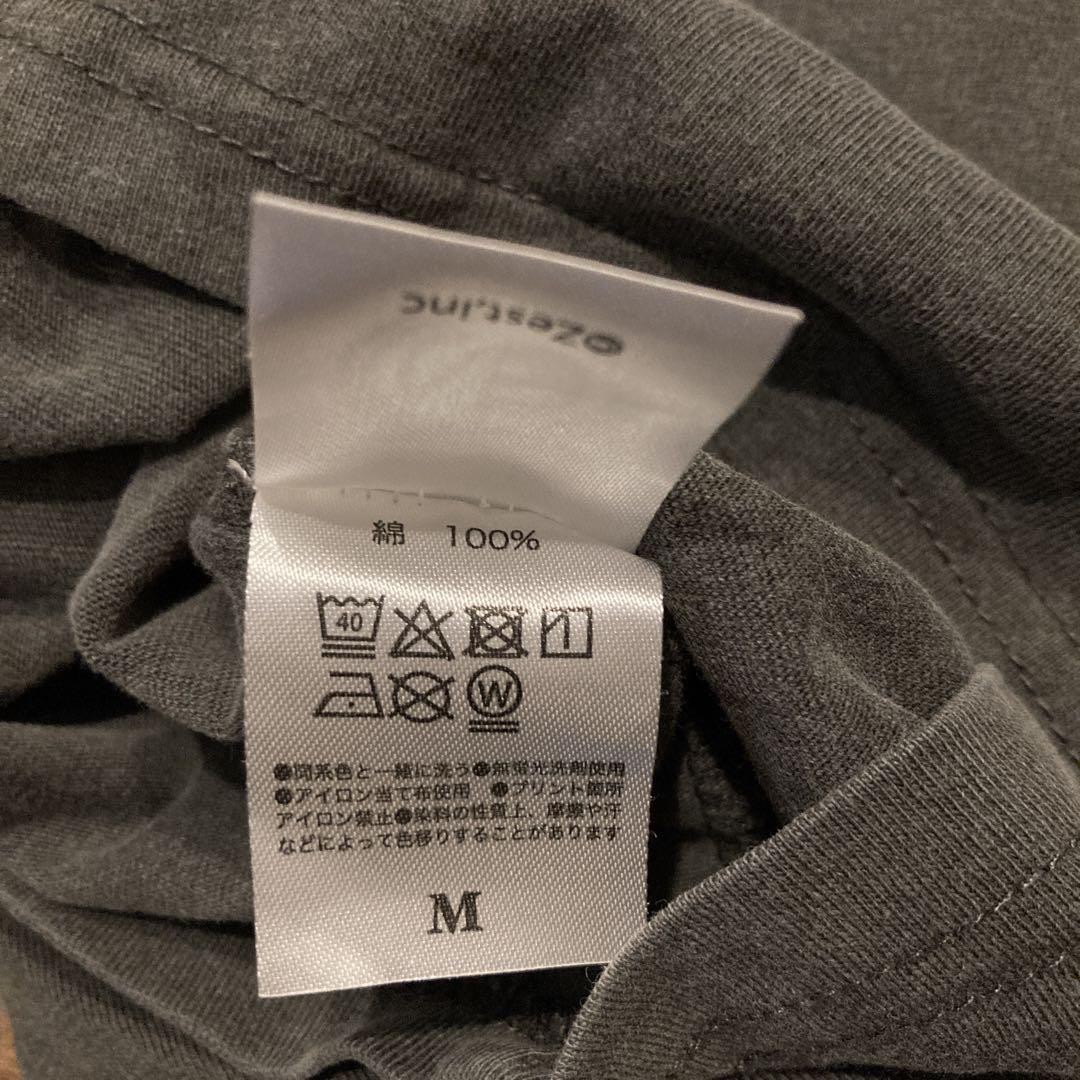 ©Zest,inc
綿 100%
40
W
●同系色と一緒に洗う●無蛍光洗剤使用
●アイロン当て布使用 ●プリント箇所
アイロン禁止●染料の性質上、摩擦や汗
などによって色移りすることがあります
M